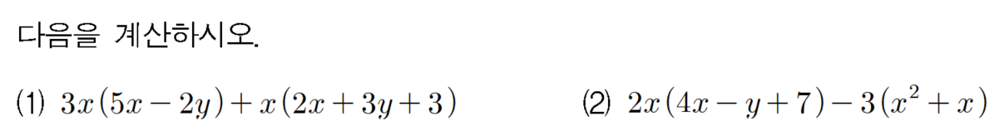 다음을 계산하시오.
(1) 3x(5x − 2y) + x(2x + 3y + 3) (2) 2x(4x − y + 7) − 3(x² + x)